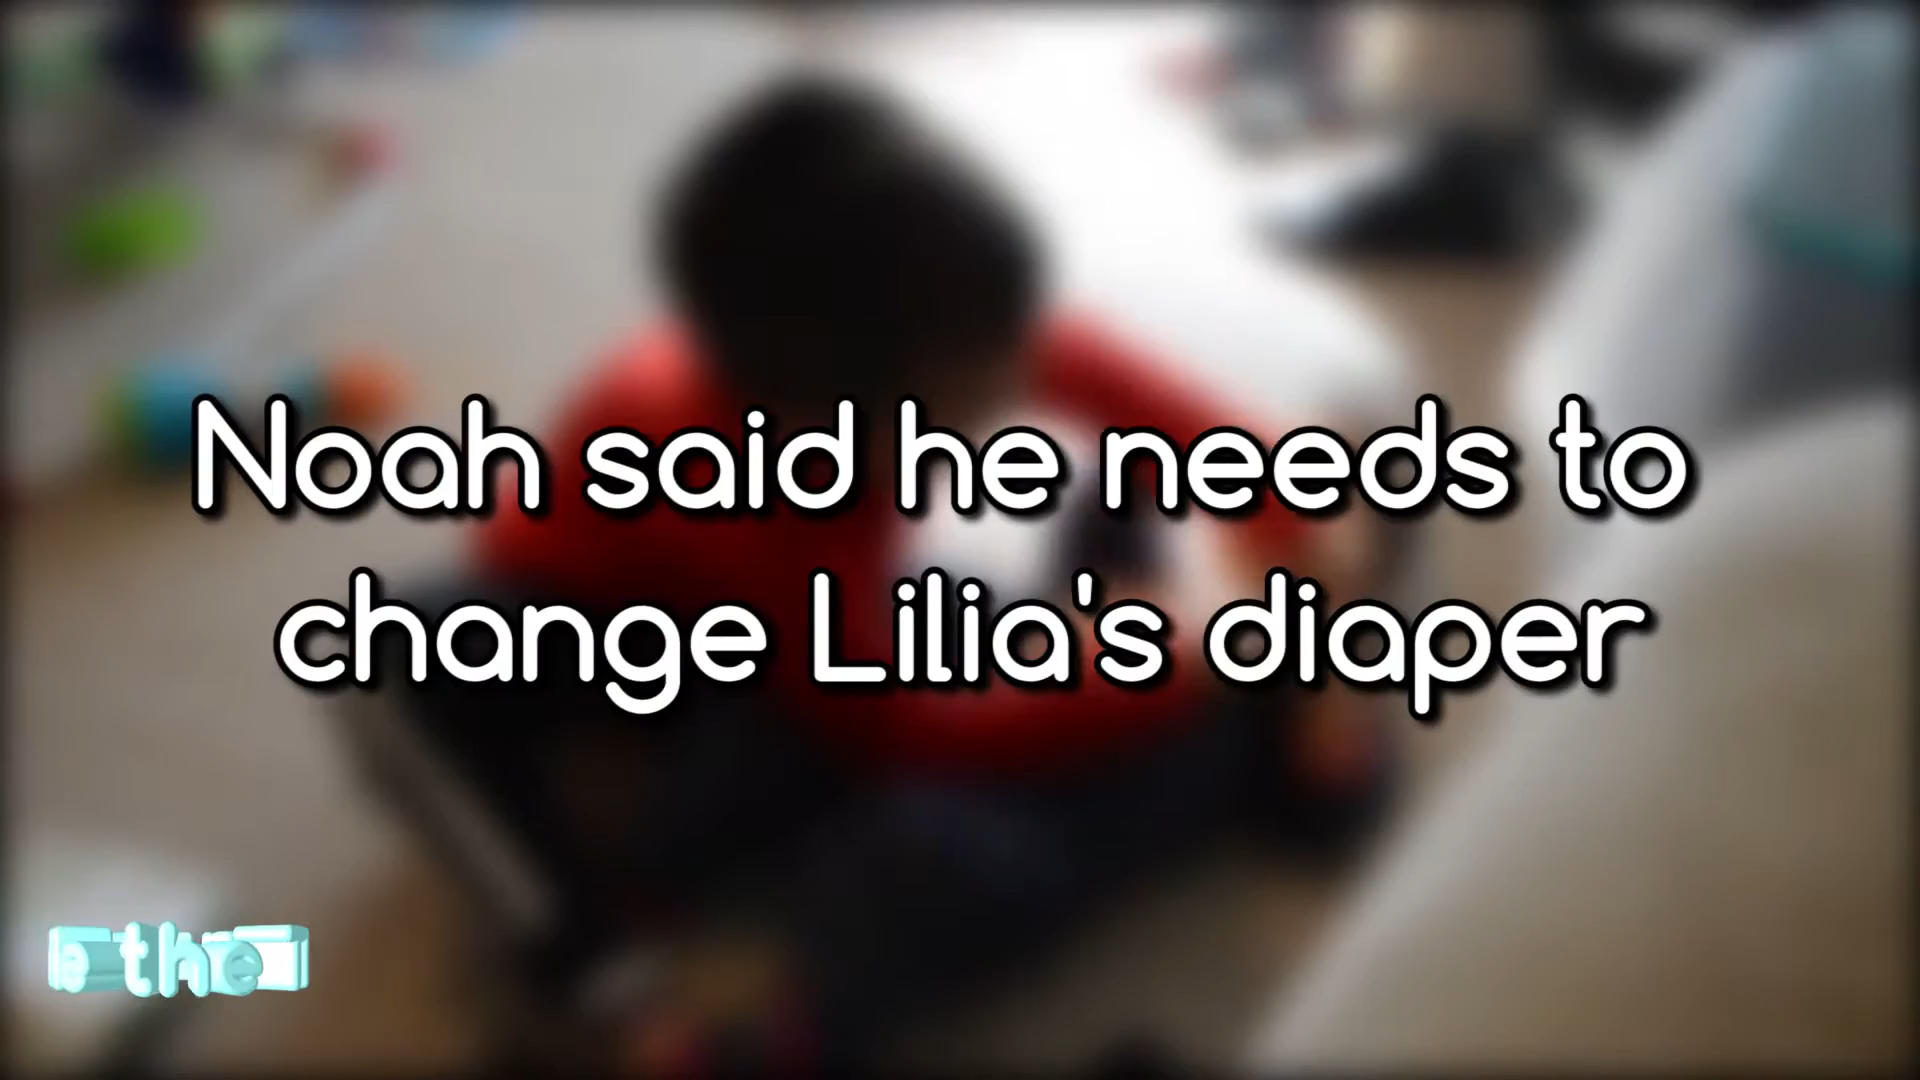 Noah said he needs to
change Lilia's diaper
e the